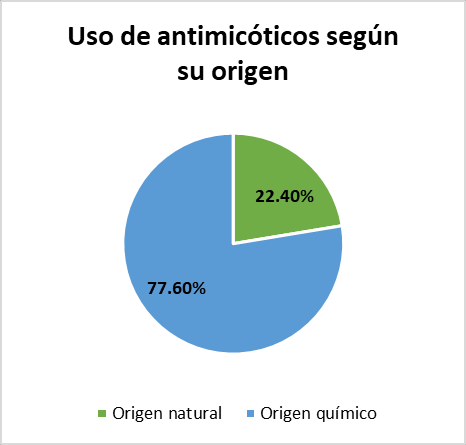 Uso de antimicóticos según
su origen
22.40%
77.60%
Origen natural
Origen químico